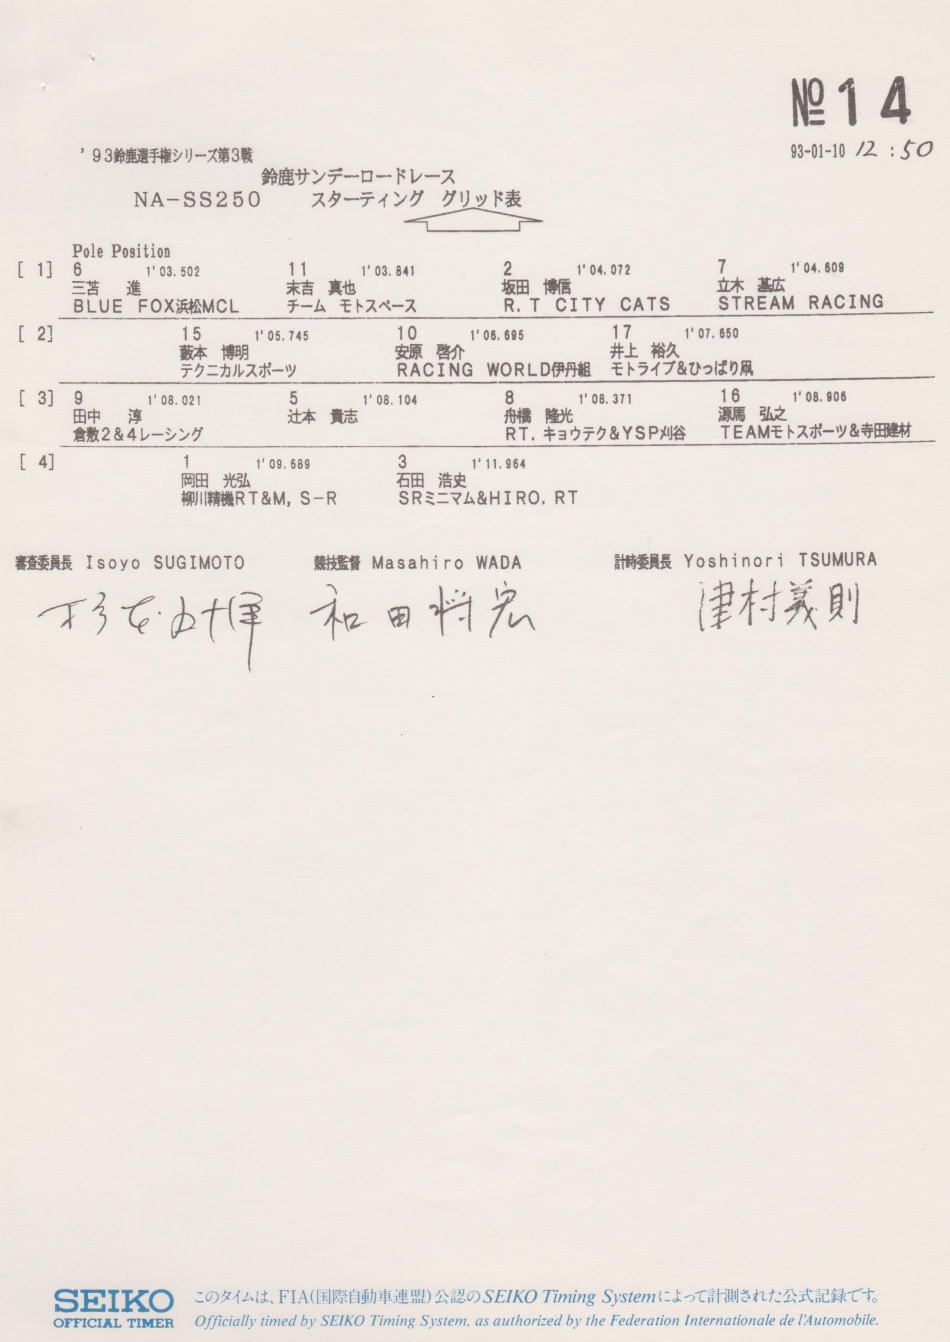 №14
'93鈴鹿選手権シリーズ第3戦
93-01-10 12:50
鈴鹿サンデーロードレース
NA-SS250 スターティング グリッド表
Pole Position
[ 1] 6 1'03.502 11 1'03.841 2 1'04.072 7 1'04.609
三苫 進 末吉 真也 坂田 博信 立木 基広
BLUE FOX浜松MCL チーム モトスペース R.T CITY CATS STREAM RACING
[ 2] 15 1'05.745 10 1'06.695 17 1'07.650
薮本 博明 安原 啓介 井上 裕久
テクニカルスポーツ RACING WORLD伊丹組 モトライブ&ひっぱり凧
[ 3] 9 1'08.021 5 1'08.104 8 1'08.371 16 1'08.906
田中 淳 辻本 貴志 舟橋 隆光 源馬 弘之
倉敷2&4レーシング RT.キョウテク&YSP刈谷 TEAMモトスポーツ&寺田建材
[ 4] 1 1'09.689 3 1'11.964
岡田 光弘 石田 浩史
柳川精機RT&M, S-R SRミニマム&HIRO.RT
審査委員長 Isoyo SUGIMOTO 競技監督 Masahiro WADA 計時委員長 Yoshinori TSUMURA
和田将宏 津村義則
SEIKO このタイムは、FIA(国際自動車連盟)公認のSEIKO Timing Systemによって計測された公式記録です。
OFFICIAL TIMER Officially timed by SEIKO Timing System, as authorized by the Federation Internationale de l'Automobile.